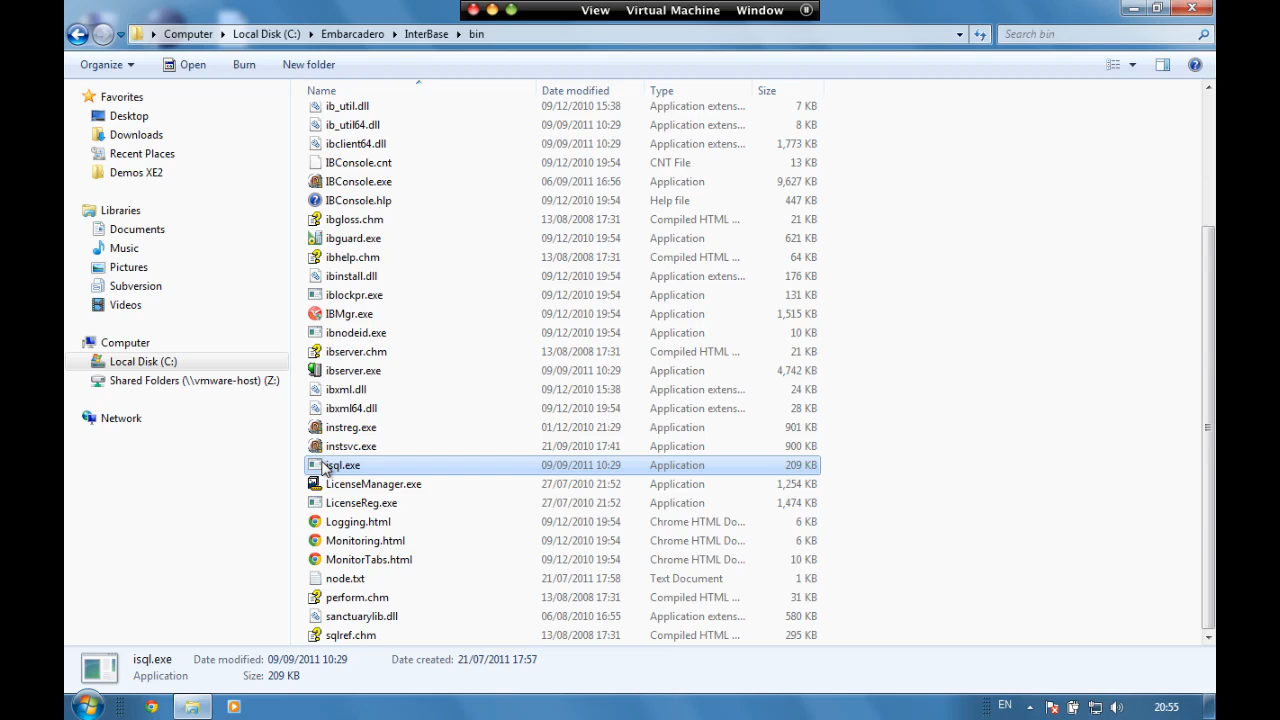 View Virtual Machine Window
Computer Local Disk (C:) Embarcadero InterBase bin Search bin
Organize Open Burn New folder
Name Date modified Type Size
Favorites
Desktop
Downloads
Recent Places
Demos XE2
Libraries
Documents
Music
Pictures
Subversion
Videos
Computer
Local Disk (C:)
Shared Folders (\\vmware-host) (Z:)
Network
ib_util.dll 09/12/2010 15:38 Application extens... 7 KB
ib_util64.dll 09/09/2011 10:29 Application extens... 8 KB
ibclient64.dll 09/09/2011 10:29 Application extens... 1,773 KB
IBConsole.cnt 09/12/2010 19:54 CNT File 13 KB
IBConsole.exe 06/09/2011 16:56 Application 9,627 KB
IBConsole.hlp 09/12/2010 19:54 Help file 447 KB
ibgloss.chm 13/08/2008 17:31 Compiled HTML ... 21 KB
ibguard.exe 09/12/2010 19:54 Application 621 KB
ibhelp.chm 13/08/2008 17:31 Compiled HTML ... 64 KB
ibinstall.dll 09/12/2010 19:54 Application extens... 176 KB
iblockpr.exe 09/12/2010 19:54 Application 131 KB
IBMgr.exe 09/12/2010 19:54 Application 1,515 KB
ibnodeid.exe 09/12/2010 19:54 Application 10 KB
ibserver.chm 13/08/2008 17:31 Compiled HTML ... 21 KB
ibserver.exe 09/09/2011 10:29 Application 4,742 KB
ibxml.dll 09/12/2010 15:38 Application extens... 24 KB
ibxml64.dll 09/12/2010 19:54 Application extens... 28 KB
instreg.exe 01/12/2010 21:29 Application 901 KB
instsvc.exe 21/09/2010 17:41 Application 900 KB
isql.exe 09/09/2011 10:29 Application 209 KB
LicenseManager.exe 27/07/2010 21:52 Application 1,254 KB
LicenseReg.exe 27/07/2010 21:52 Application 1,474 KB
Logging.html 09/12/2010 19:54 Chrome HTML Do... 6 KB
Monitoring.html 09/12/2010 19:54 Chrome HTML Do... 6 KB
MonitorTabs.html 09/12/2010 19:54 Chrome HTML Do... 10 KB
node.txt 21/07/2011 17:58 Text Document 1 KB
perform.chm 13/08/2008 17:31 Compiled HTML ... 31 KB
sanctuarylib.dll 06/08/2010 16:55 Application extens... 580 KB
sqlref.chm 13/08/2008 17:31 Compiled HTML ... 295 KB
isql.exe Date modified: 09/09/2011 10:29 Date created: 21/07/2011 17:57
Application Size: 209 KB
EN 20:55